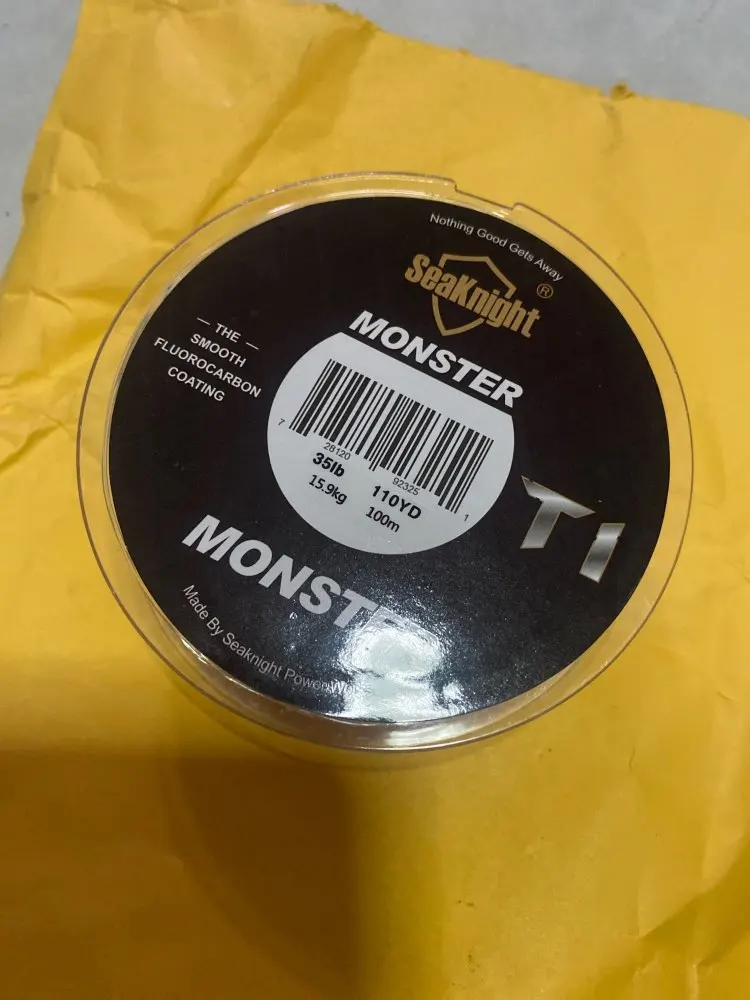 Nothing Good Gets Away
SeaKnight ®
MONSTER
— THE —
SMOOTH
FLUOROCARBON
COATING
7 28120 92325 1
35lb 110YD
15.9kg 100m
T1
MONSTER
Made By Seaknight Power